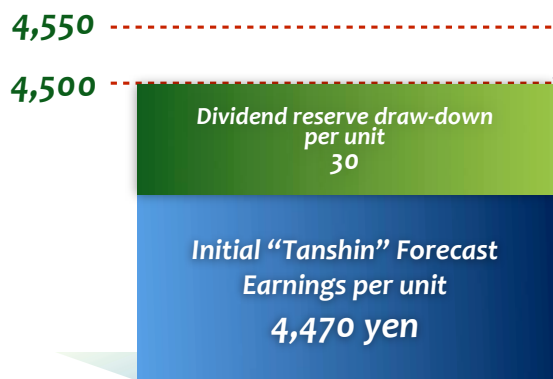 4,550
4,500
Dividend reserve draw-down
per unit
30
Initial “Tanshin” Forecast
Earnings per unit
4,470 yen